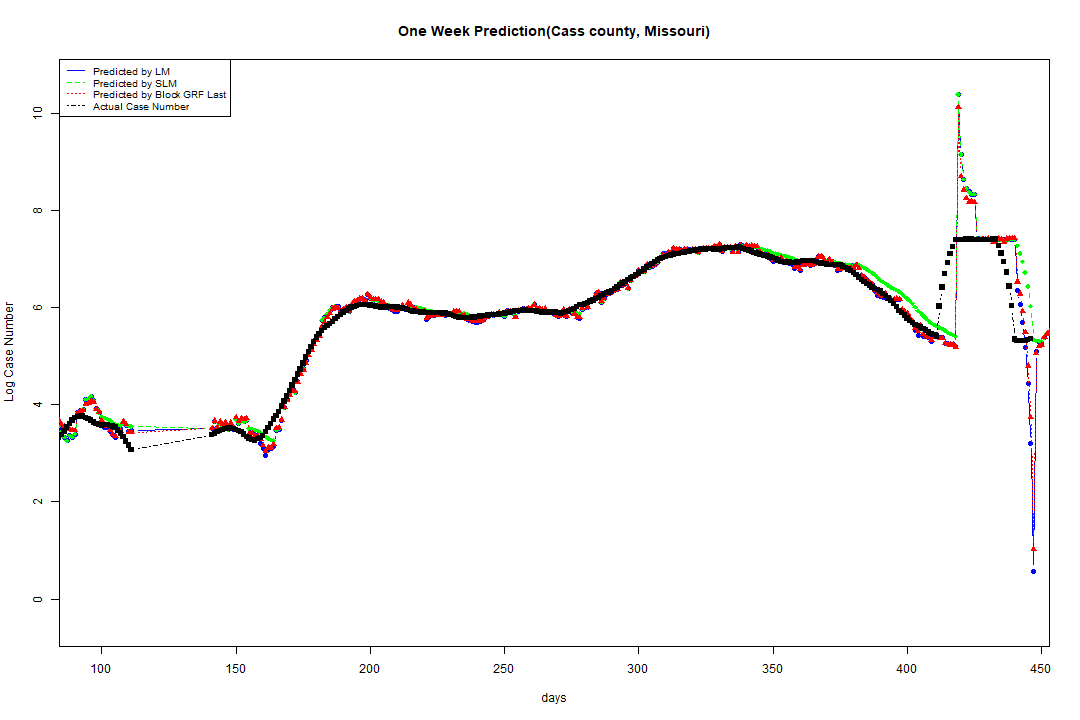 One Week Prediction(Cass county, Missouri)
Predicted by LM
Predicted by SLM
Predicted by Block GRF Last
Actual Case Number
Log Case Number
10
8
6
4
2
0
100 150 200 250 300 350 400 450
days